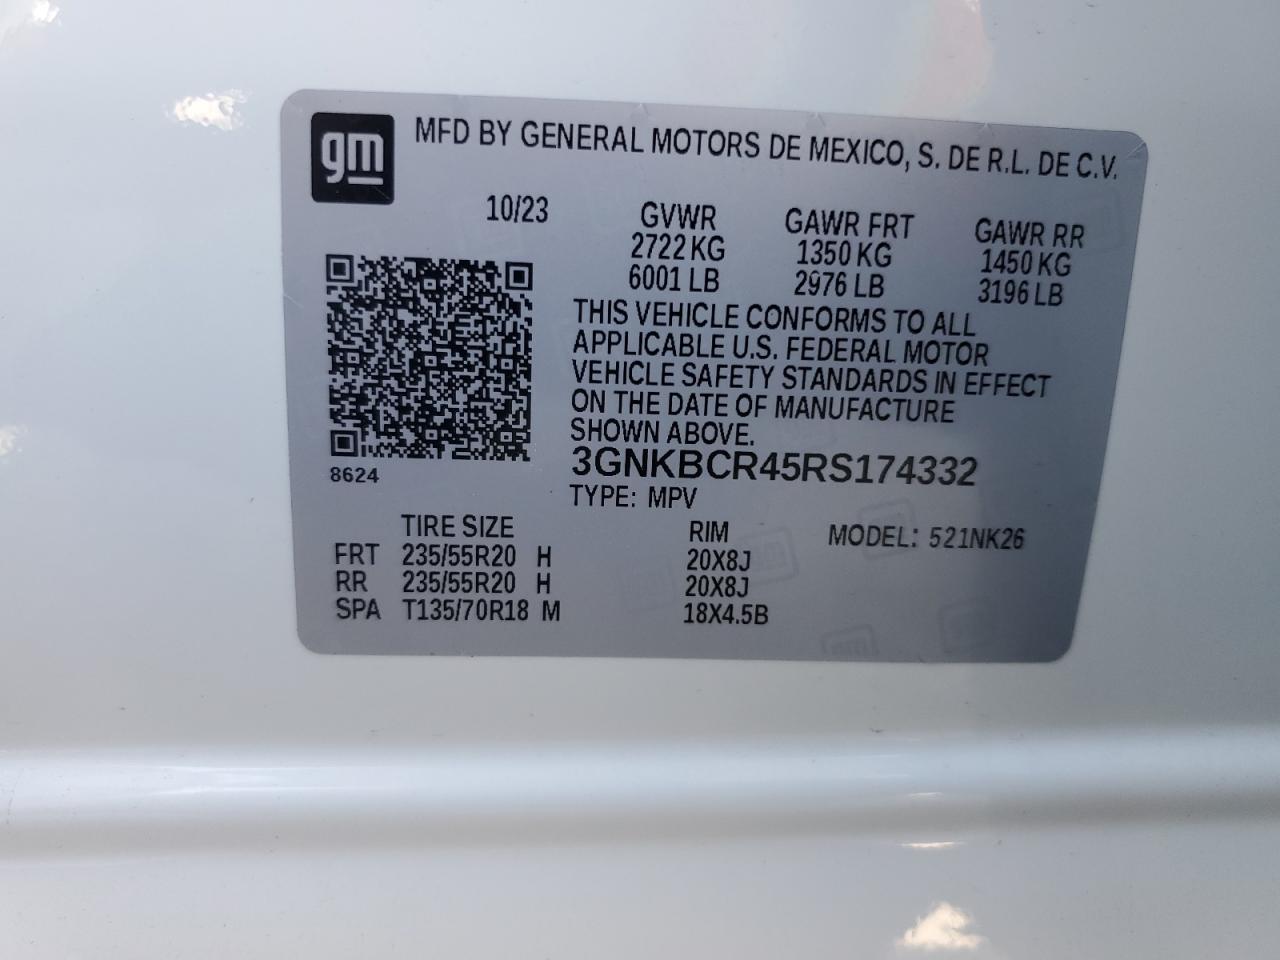 gm MFD BY GENERAL MOTORS DE MEXICO, S. DE R.L. DE C.V.
10/23 GVWR GAWR FRT GAWR RR
2722 KG 1350 KG 1450 KG
6001 LB 2976 LB 3196 LB
THIS VEHICLE CONFORMS TO ALL
APPLICABLE U.S. FEDERAL MOTOR
VEHICLE SAFETY STANDARDS IN EFFECT
ON THE DATE OF MANUFACTURE
SHOWN ABOVE.
8624 3GNKBCR45RS174332
TYPE: MPV
TIRE SIZE RIM MODEL: 521NK26
FRT 235/55R20 H 20X8J
RR 235/55R20 H 20X8J
SPA T135/70R18 M 18X4.5B